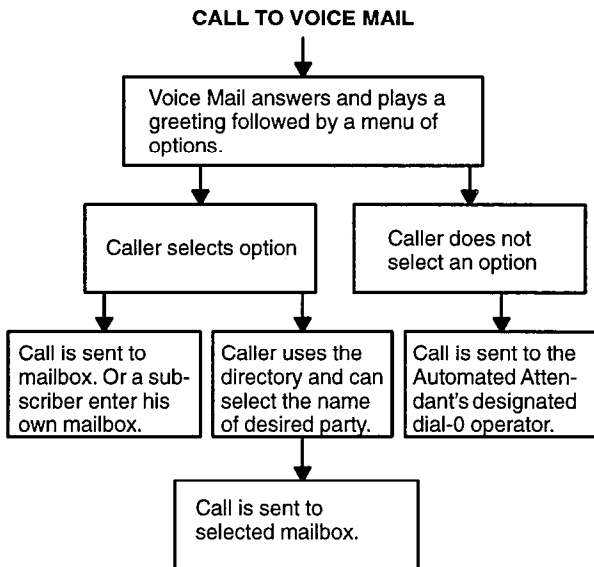 CALL TO VOICE MAIL
Voice Mail answers and plays a
greeting followed by a menu of
options.
Caller selects option
Caller does not
select an option
Call is sent to
mailbox. Or a sub-
scriber enter his
own mailbox.
Caller uses the
directory and can
select the name
of desired party.
Call is sent to the
Automated Atten-
dant's designated
dial-0 operator.
Call is sent to
selected mailbox.